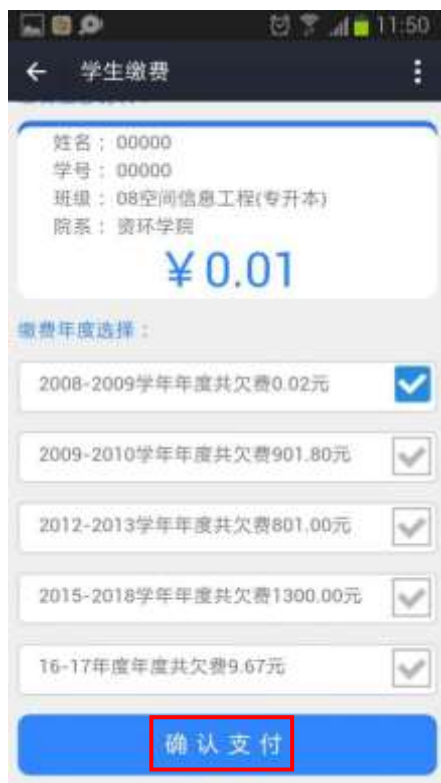 11:50
学生缴费
姓名：00000
学号：00000
班级：08空间信息工程(专升本)
院系：资环学院
￥0.01
缴费年度选择：
2008-2009学年年度共欠费0.02元
2009-2010学年年度共欠费901.80元
2012-2013学年年度共欠费801.00元
2015-2018学年年度共欠费1300.00元
16-17年度年度共欠费9.67元
确认支付